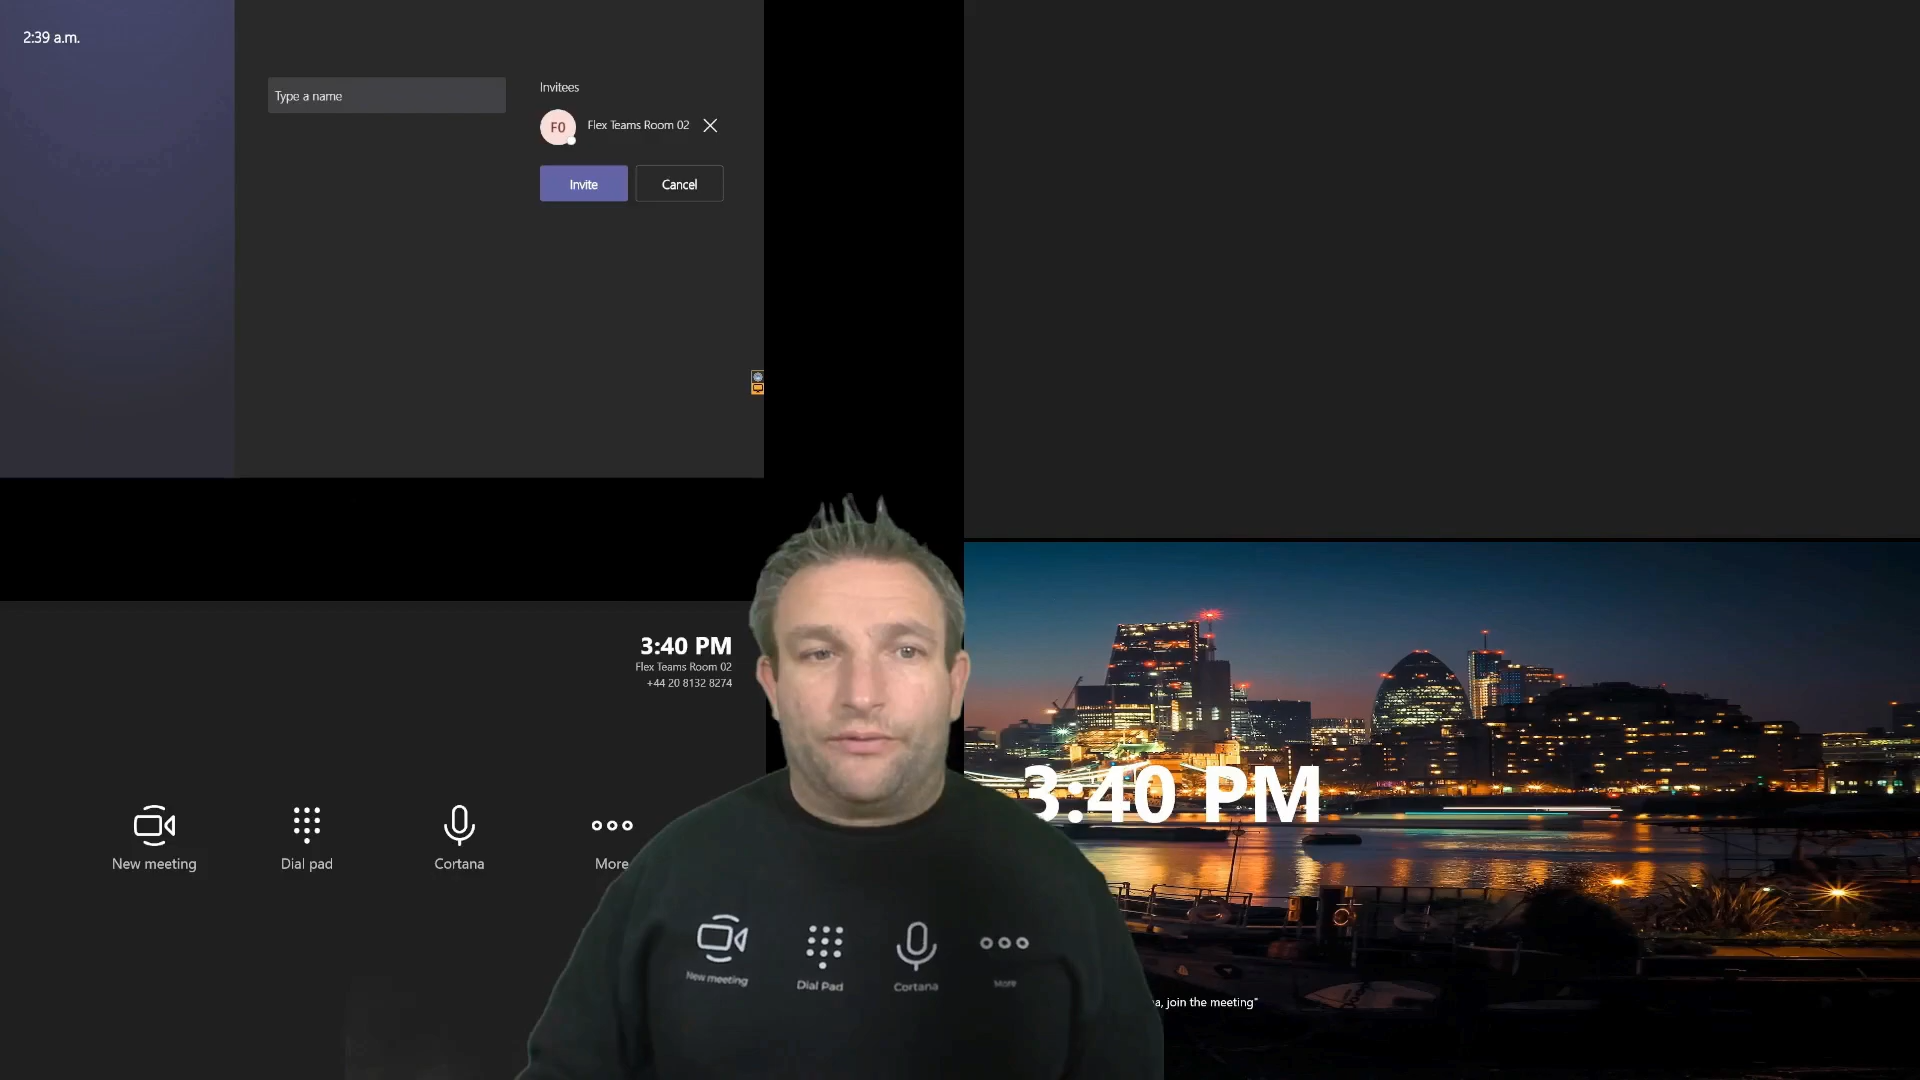 2:39 a.m.
Type a name
Invitees
FO
Flex Teams Room 02
Invite
Cancel
3:40 PM
Flex Teams Room 02
+44 20 8132 8274
New meeting
Dial pad
Cortana
More
3:40 PM
New meeting
Dial Pad
Cortana
More
a, join the meeting"